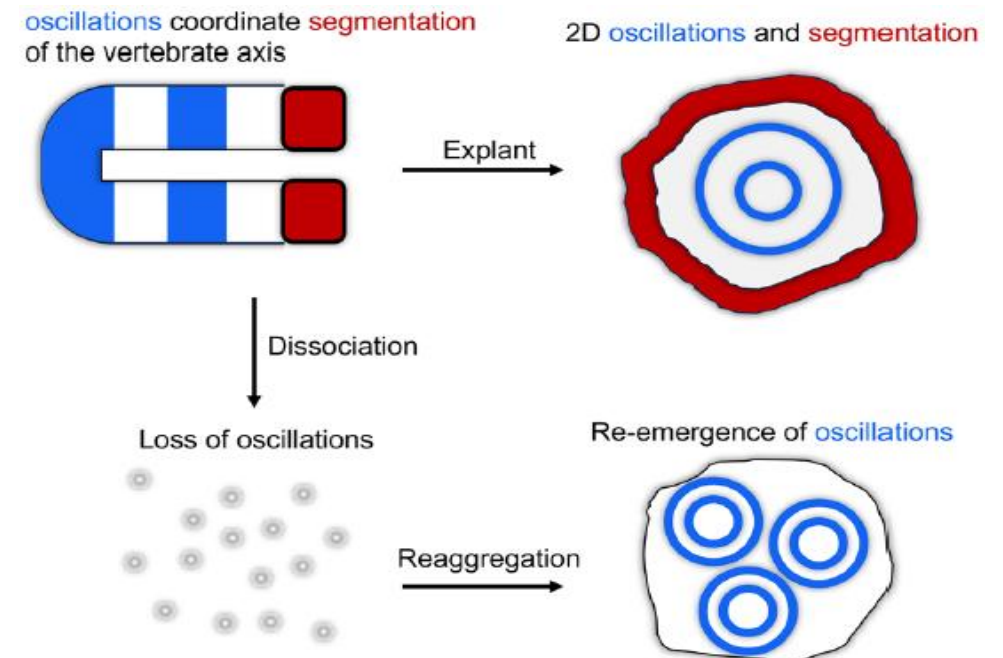 oscillations coordinate segmentation
of the vertebrate axis
2D oscillations and segmentation
Explant
Dissociation
Loss of oscillations
Re-emergence of oscillations
Reaggregation